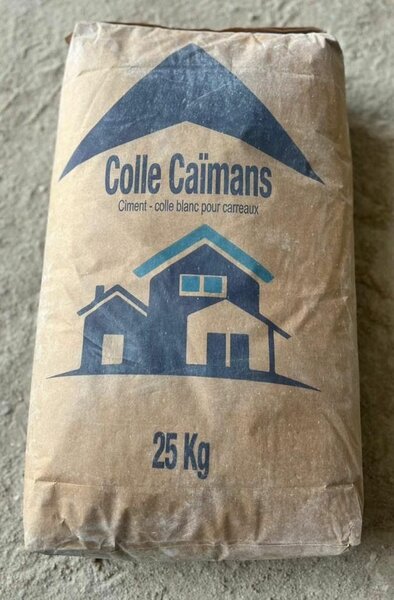 Colle Caïmans
Ciment - colle blanc pour carreaux
25 Kg